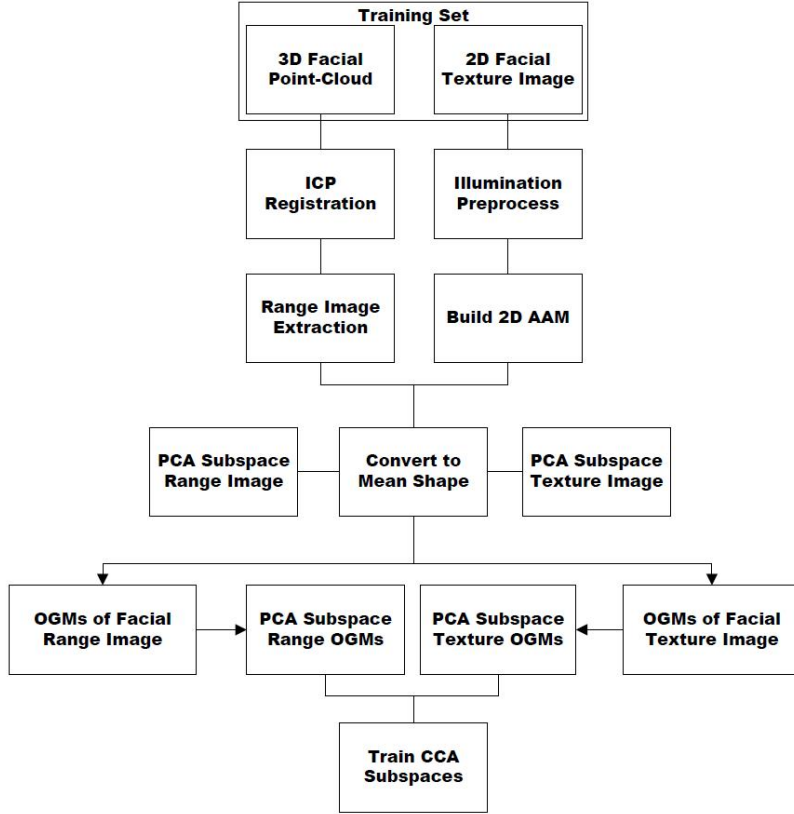 Training Set
3D Facial
Point-Cloud
2D Facial
Texture Image
ICP
Registration
Illumination
Preprocess
Range Image
Extraction
Build 2D AAM
PCA Subspace
Range Image
Convert to
Mean Shape
PCA Subspace
Texture Image
OGMs of Facial
Range Image
PCA Subspace
Range OGMs
PCA Subspace
Texture OGMs
OGMs of Facial
Texture Image
Train CCA
Subspaces